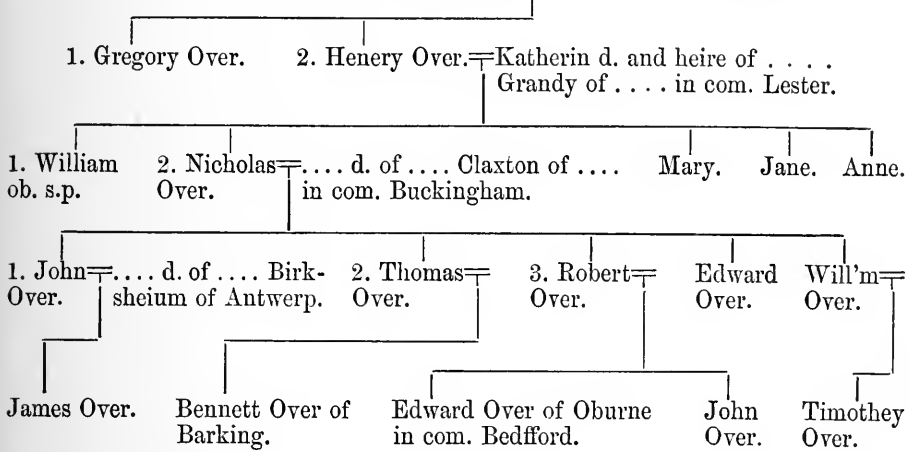 1. Gregory Over. 2. Henery Over.=Katherin d. and heire of . . . .
Grandy of . . . . in com. Lester.
1. William 2. Nicholas=. . . . d. of . . . . Claxton of . . . . Mary. Jane. Anne.
ob. s.p. Over. in com. Buckingham.
1. John=. . . . d. of . . . . Birk- 2. Thomas= 3. Robert= Edward Will'm=
Over. sheium of Antwerp. Over. Over. Over. Over.
James Over. Bennett Over of Edward Over of Oburne John Timothey
Barking. in com. Bedfford. Over. Over.